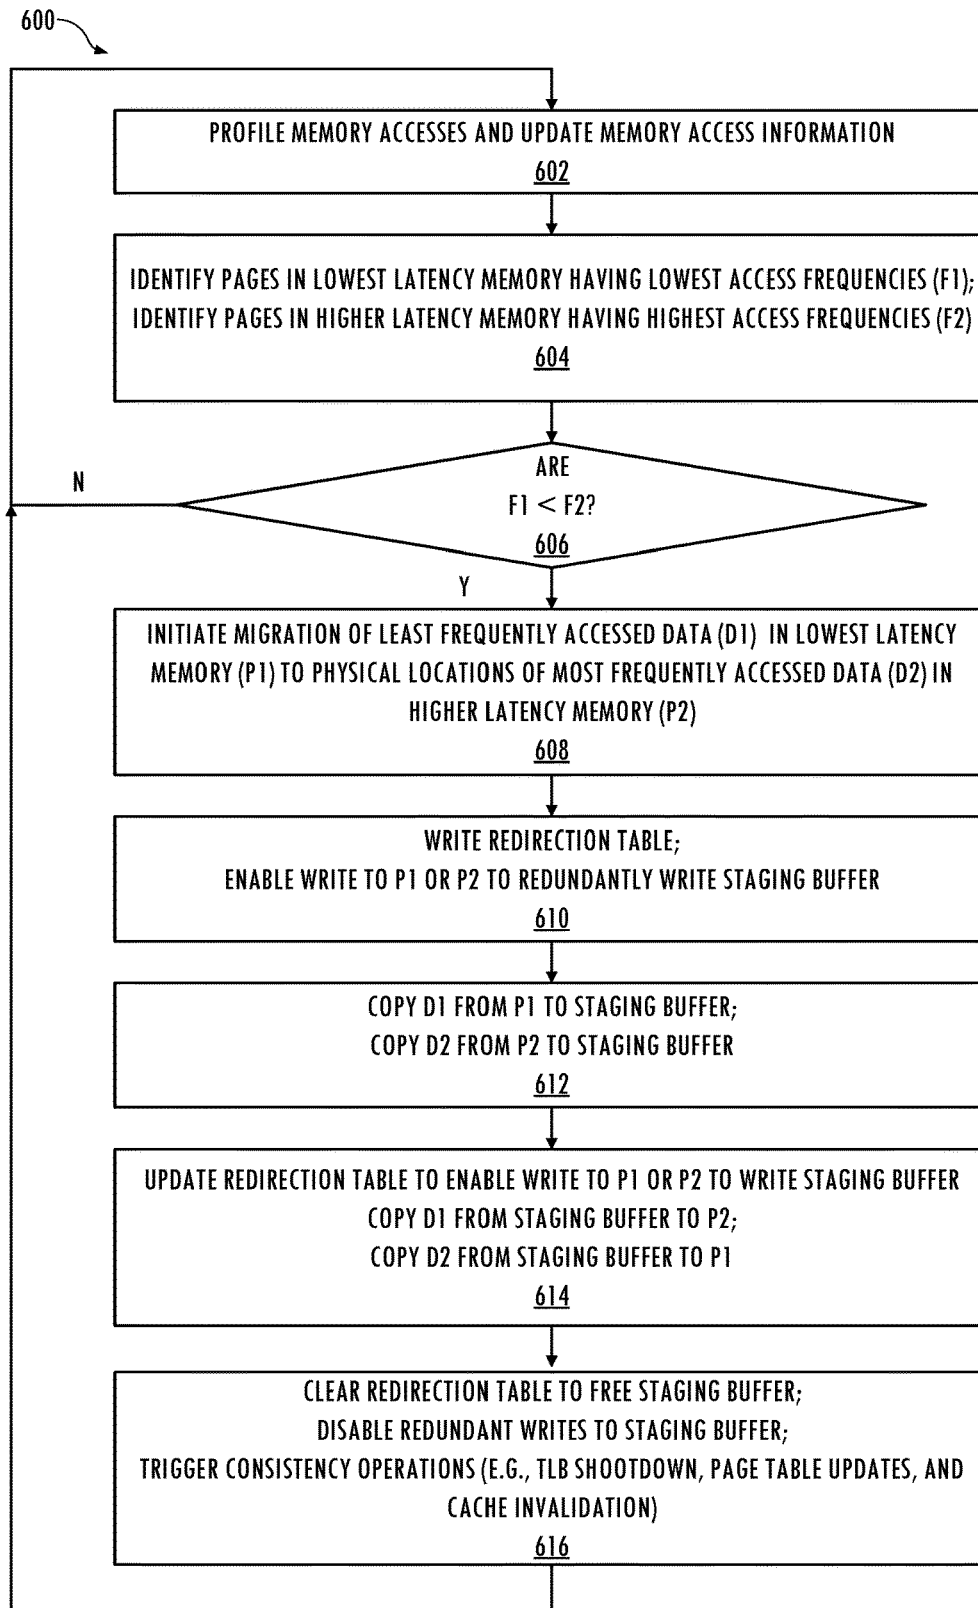 600
PROFILE MEMORY ACCESSES AND UPDATE MEMORY ACCESS INFORMATION
602
IDENTIFY PAGES IN LOWEST LATENCY MEMORY HAVING LOWEST ACCESS FREQUENCIES (F1);
IDENTIFY PAGES IN HIGHER LATENCY MEMORY HAVING HIGHEST ACCESS FREQUENCIES (F2)
604
ARE
N
F1 < F2?
606
Y
INITIATE MIGRATION OF LEAST FREQUENTLY ACCESSED DATA (D1) IN LOWEST LATENCY
MEMORY (P1) TO PHYSICAL LOCATIONS OF MOST FREQUENTLY ACCESSED DATA (D2) IN
HIGHER LATENCY MEMORY (P2)
608
WRITE REDIRECTION TABLE;
ENABLE WRITE TO P1 OR P2 TO REDUNDANTLY WRITE STAGING BUFFER
610
COPY D1 FROM P1 TO STAGING BUFFER;
COPY D2 FROM P2 TO STAGING BUFFER
612
UPDATE REDIRECTION TABLE TO ENABLE WRITE TO P1 OR P2 TO WRITE STAGING BUFFER
COPY D1 FROM STAGING BUFFER TO P2;
COPY D2 FROM STAGING BUFFER TO P1
614
CLEAR REDIRECTION TABLE TO FREE STAGING BUFFER;
DISABLE REDUNDANT WRITES TO STAGING BUFFER;
TRIGGER CONSISTENCY OPERATIONS (E.G., TLB SHOOTDOWN, PAGE TABLE UPDATES, AND
CACHE INVALIDATION)
616